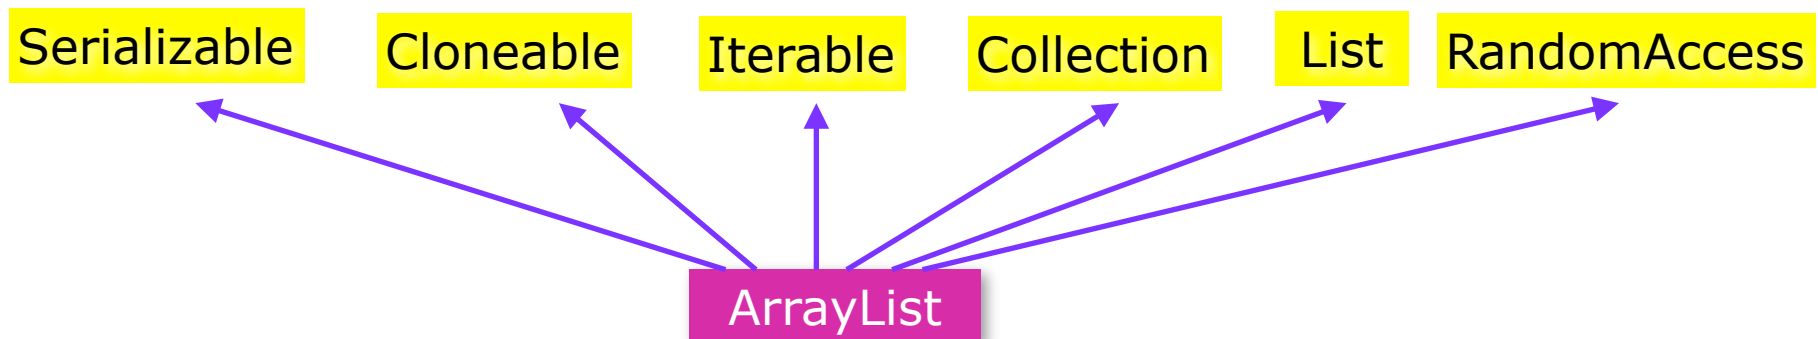 Serializable
Cloneable
Iterable
Collection
List
RandomAccess
ArrayList